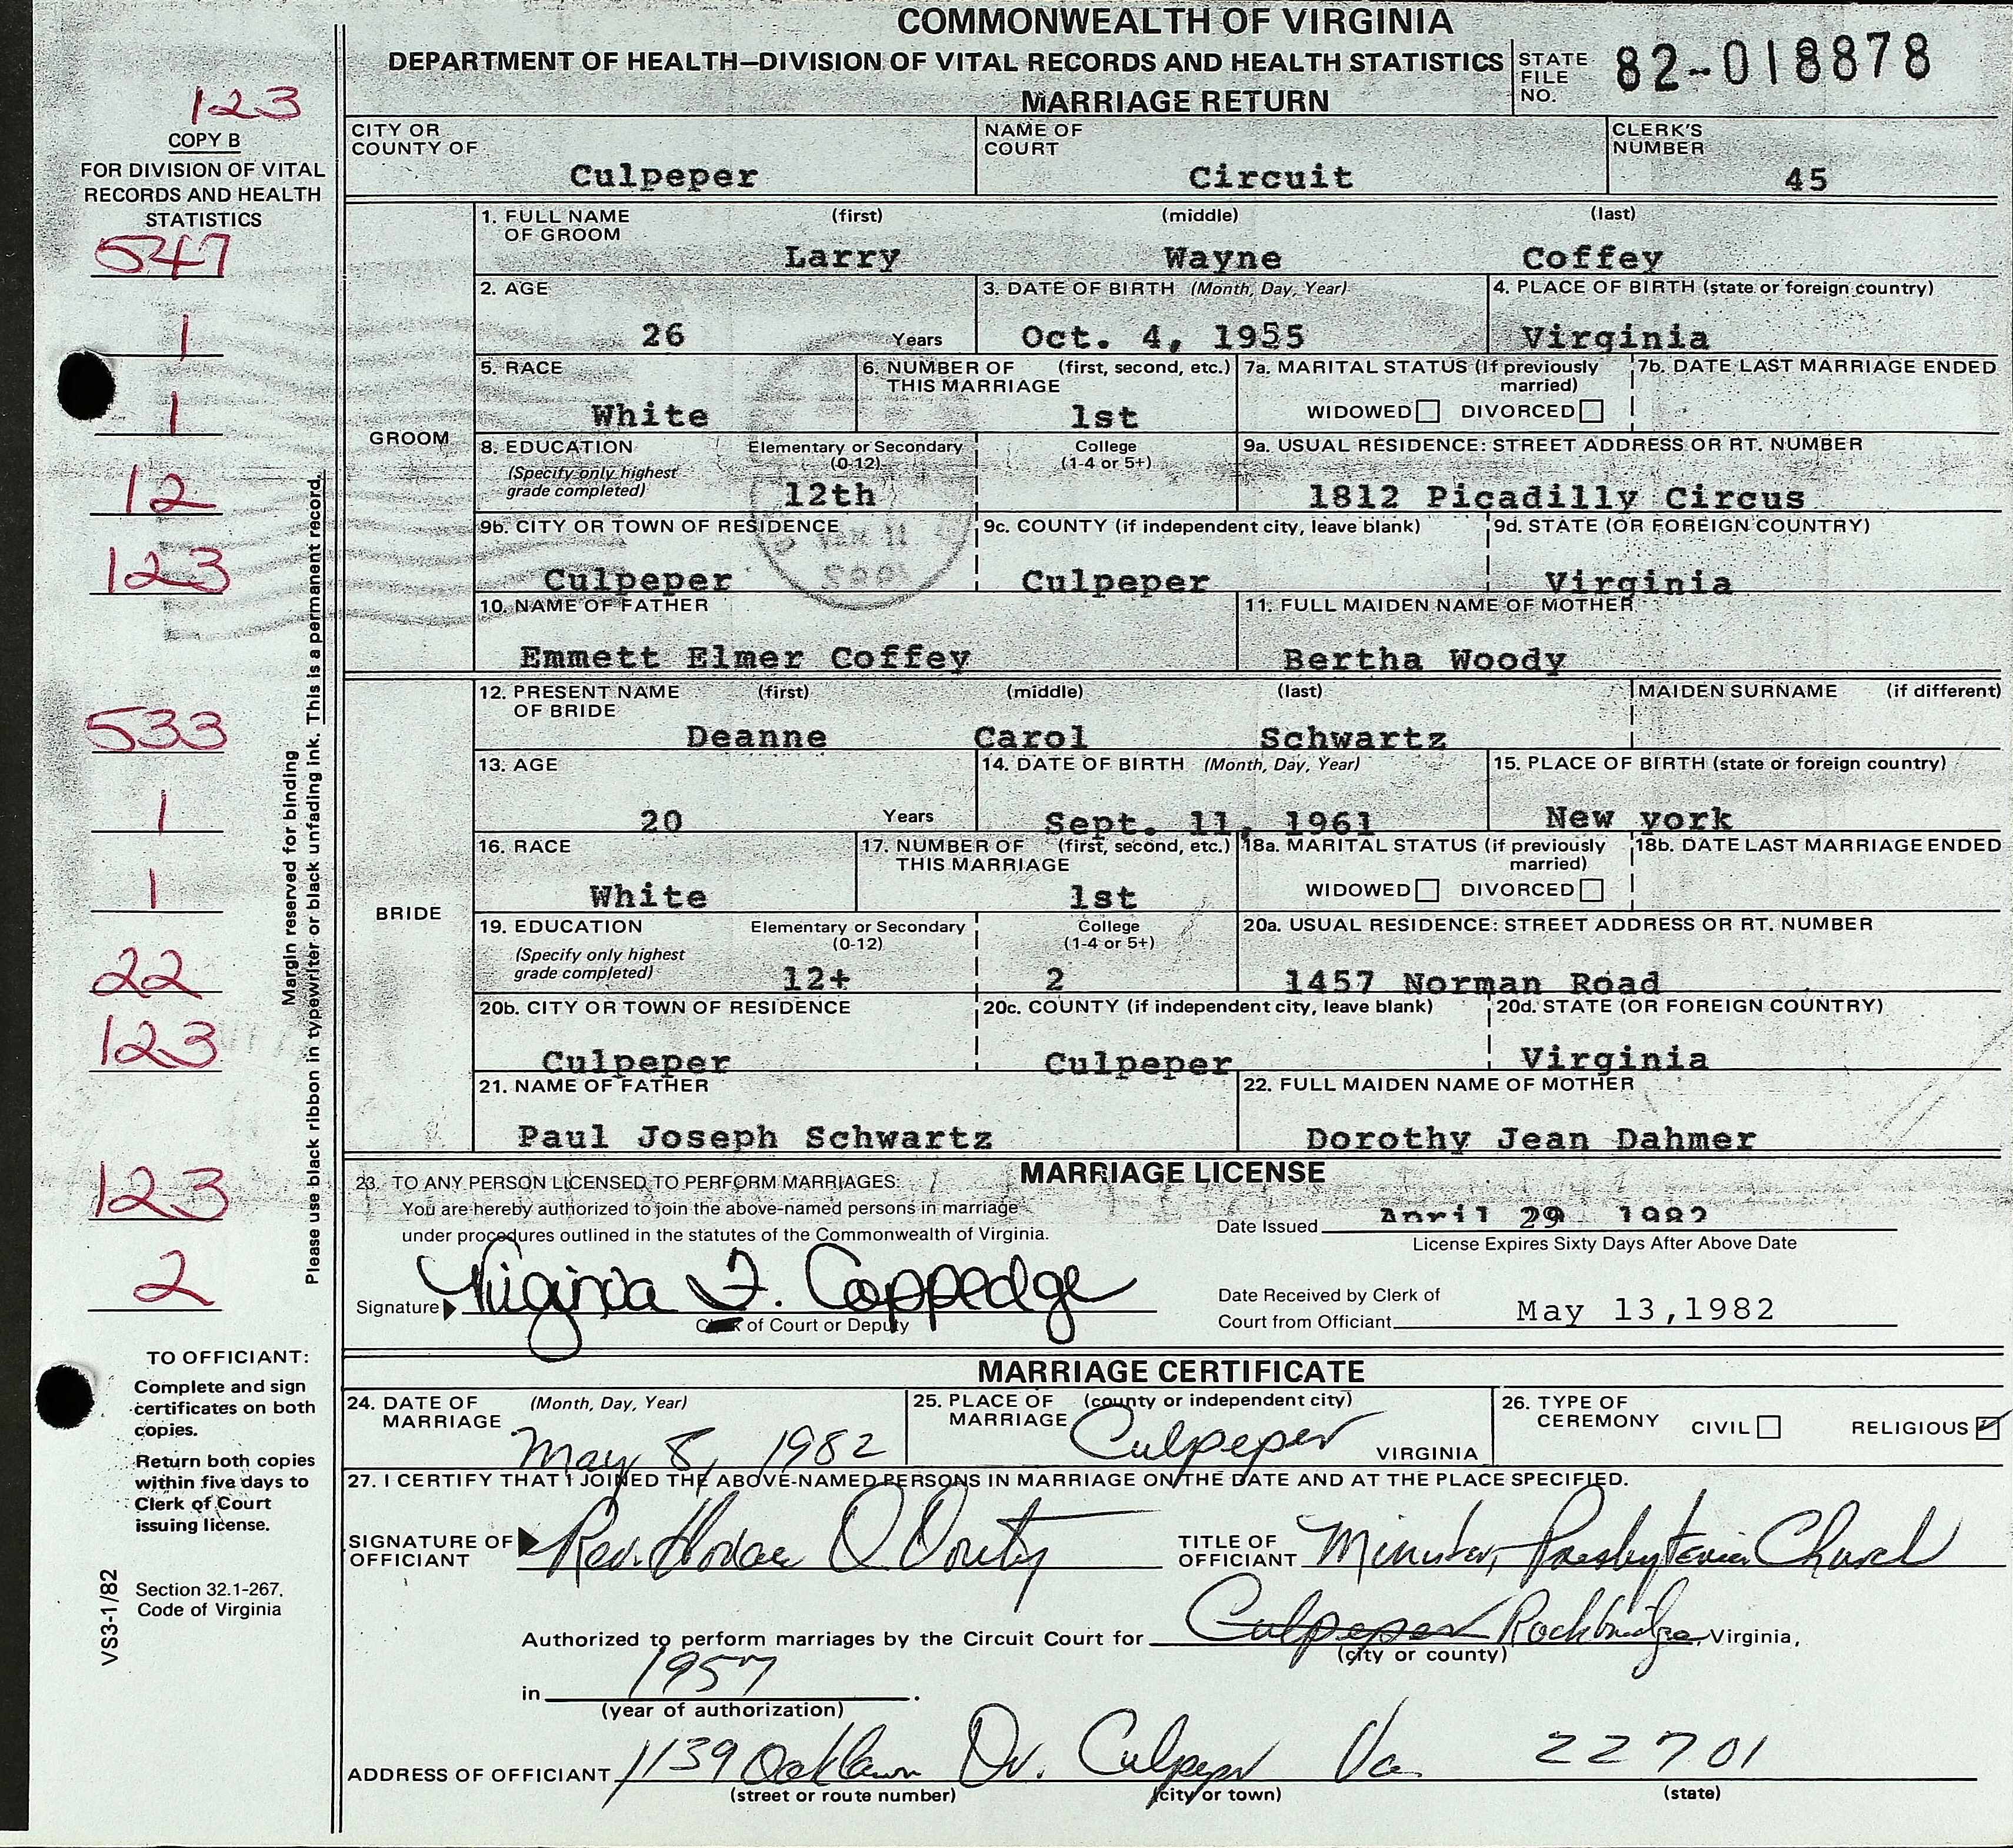 COMMONWEALTH OF VIRGINIA
DEPARTMENT OF HEALTH—DIVISION OF VITAL RECORDS AND HEALTH STATISTICS
MARRIAGE RETURN
STATE FILE NO. 82-018878
123
COPY B
FOR DIVISION OF VITAL
RECORDS AND HEALTH
STATISTICS
547
1
1
12
123
533
1
1
22
123
123
2
Margin reserved for binding
Please use black ribbon in typewriter or black unfading ink. This is a permanent record.
TO OFFICIANT:
Complete and sign
certificates on both
copies.
Return both copies
within five days to
Clerk of Court
issuing license.
Section 32.1-267,
Code of Virginia
VS3-1/82
CITY OR COUNTY OF Culpeper
NAME OF COURT Circuit
CLERK'S NUMBER 45
GROOM
1. FULL NAME OF GROOM (first) Larry (middle) Wayne (last) Coffey
2. AGE 26 Years
3. DATE OF BIRTH (Month, Day, Year) Oct. 4, 1955
4. PLACE OF BIRTH (state or foreign country) Virginia
5. RACE White
6. NUMBER OF THIS MARRIAGE (first, second, etc.) 1st
7a. MARITAL STATUS (if previously married) WIDOWED DIVORCED
7b. DATE LAST MARRIAGE ENDED
8. EDUCATION (Specify only highest grade completed) Elementary or Secondary (0-12) 12th College (1-4 or 5+)
9a. USUAL RESIDENCE: STREET ADDRESS OR RT. NUMBER 1812 Picadilly Circus
9b. CITY OR TOWN OF RESIDENCE Culpeper
9c. COUNTY (if independent city, leave blank) Culpeper
9d. STATE (OR FOREIGN COUNTRY) Virginia
10. NAME OF FATHER Emmett Elmer Coffey
11. FULL MAIDEN NAME OF MOTHER Bertha Woody
BRIDE
12. PRESENT NAME OF BRIDE (first) Deanne (middle) Carol (last) Schwartz MAIDEN SURNAME (if different)
13. AGE 20 Years
14. DATE OF BIRTH (Month, Day, Year) Sept. 11, 1961
15. PLACE OF BIRTH (state or foreign country) New york
16. RACE White
17. NUMBER OF THIS MARRIAGE (first, second, etc.) 1st
18a. MARITAL STATUS (if previously married) WIDOWED DIVORCED
18b. DATE LAST MARRIAGE ENDED
19. EDUCATION (Specify only highest grade completed) Elementary or Secondary (0-12) 12+ College (1-4 or 5+) 2
20a. USUAL RESIDENCE: STREET ADDRESS OR RT. NUMBER 1457 Norman Road
20b. CITY OR TOWN OF RESIDENCE Culpeper
20c. COUNTY (if independent city, leave blank) Culpeper
20d. STATE (OR FOREIGN COUNTRY) Virginia
21. NAME OF FATHER Paul Joseph Schwartz
22. FULL MAIDEN NAME OF MOTHER Dorothy Jean Dahmer
MARRIAGE LICENSE
23. TO ANY PERSON LICENSED TO PERFORM MARRIAGES:
You are hereby authorized to join the above-named persons in marriage
under procedures outlined in the statutes of the Commonwealth of Virginia.
Date Issued April 29, 1982
License Expires Sixty Days After Above Date
Signature Virginia F. Coppedge
Clerk of Court or Deputy
Date Received by Clerk of
Court from Officiant May 13,1982
MARRIAGE CERTIFICATE
24. DATE OF MARRIAGE (Month, Day, Year) May 8, 1982
25. PLACE OF MARRIAGE (county or independent city) Culpeper VIRGINIA
26. TYPE OF CEREMONY CIVIL RELIGIOUS
27. I CERTIFY THAT I JOINED THE ABOVE-NAMED PERSONS IN MARRIAGE ON THE DATE AND AT THE PLACE SPECIFIED.
SIGNATURE OF OFFICIANT Rev. Horace
TITLE OF OFFICIANT Minister, Presbyterian Church
Authorized to perform marriages by the Circuit Court for Culpeper Rockbridge, Virginia,
(city or county)
in 1957.
(year of authorization)
ADDRESS OF OFFICIANT 1139 Oaklawn Dr. Culpeper Va. 22701
(street or route number) (city or town) (state)